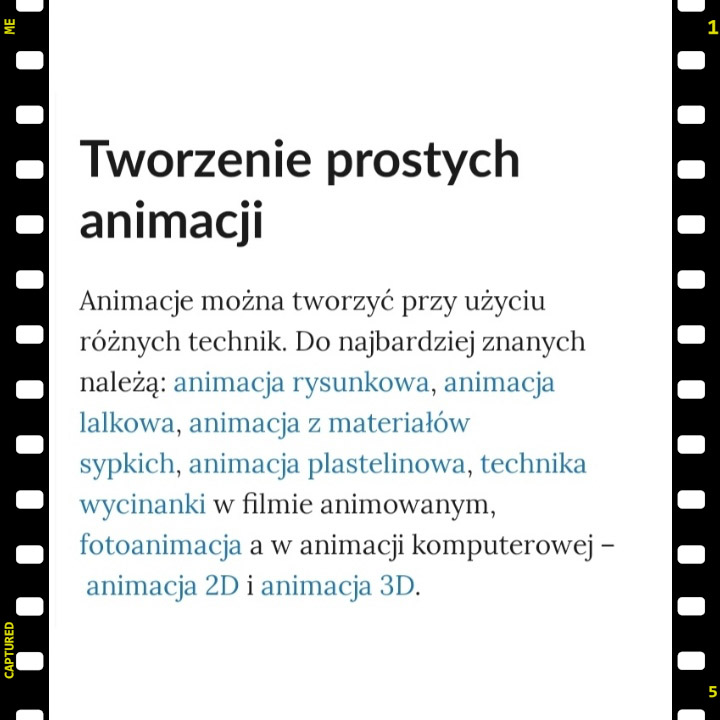 ME
1
Tworzenie prostych
animacji
Animacje można tworzyć przy użyciu
różnych technik. Do najbardziej znanych
należą: animacja rysunkowa, animacja
lalkowa, animacja z materiałów
sypkich, animacja plastelinowa, technika
wycinanki w filmie animowanym,
fotoanimacja a w animacji komputerowej –
animacja 2D i animacja 3D.
CAPTURED
5